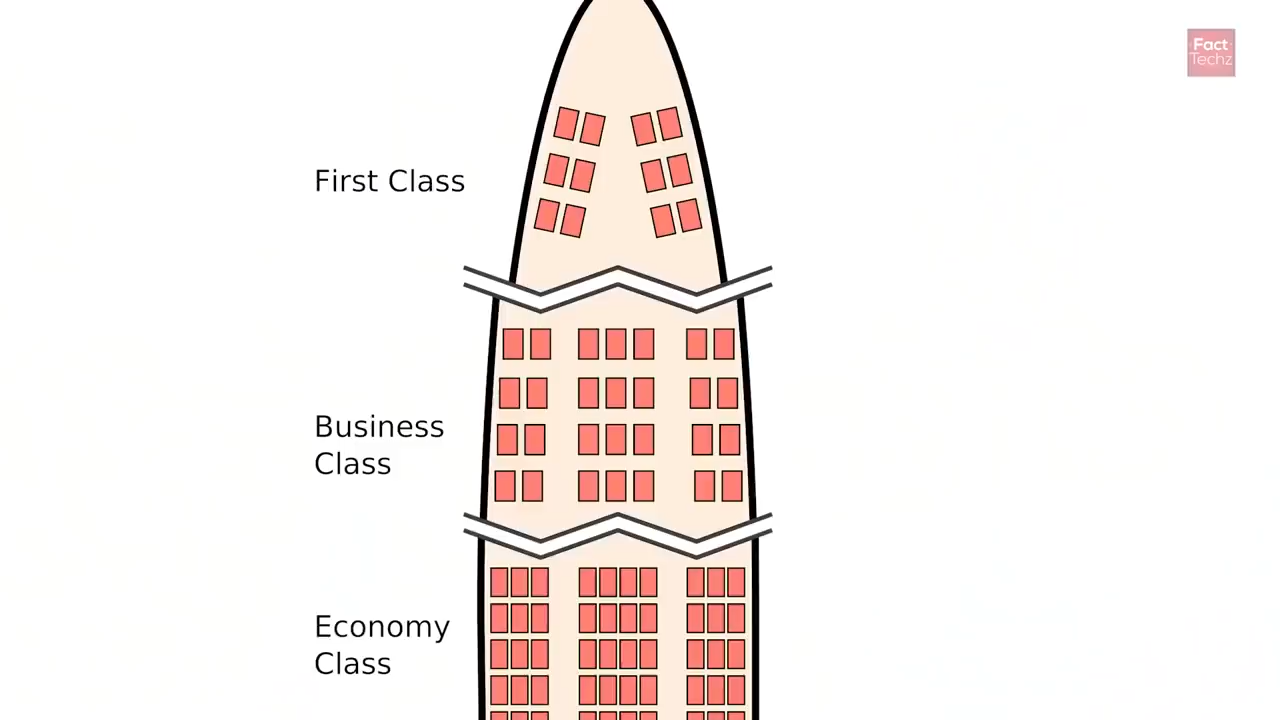 Fact
Techz
First Class
Business
Class
Economy
Class